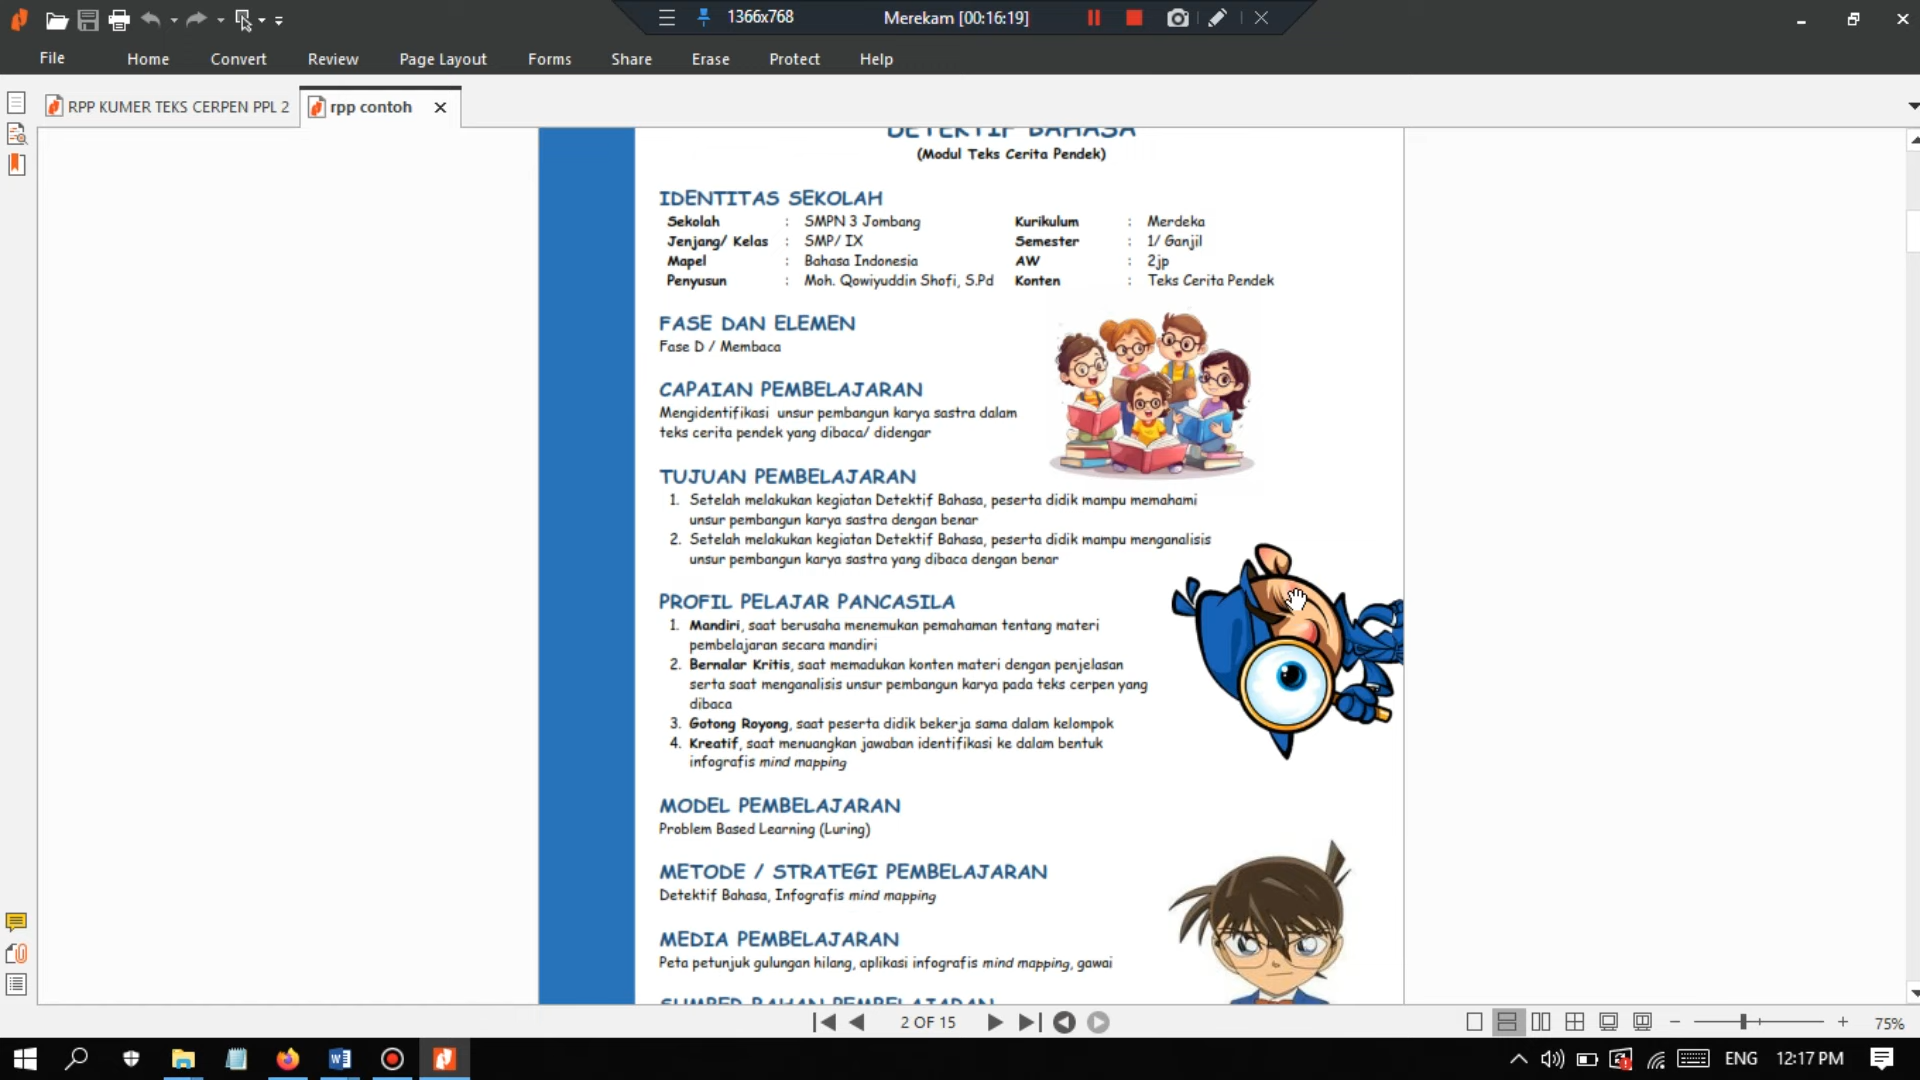 1366x768
Merekam [00:16:19]
File
Home
Convert
Review
Page Layout
Forms
Share
Erase
Protect
Help
RPP KUMER TEKS CERPEN PPL 2
rpp contoh
DETEKTIF BAHASA
(Modul Teks Cerita Pendek)
IDENTITAS SEKOLAH
Sekolah : SMPN 3 Jombang Kurikulum : Merdeka
Jenjang/ Kelas : SMP/ IX Semester : 1/ Ganjil
Mapel : Bahasa Indonesia AW : 2jp
Penyusun : Moh. Qowiyuddin Shofi, S.Pd Konten : Teks Cerita Pendek
FASE DAN ELEMEN
Fase D / Membaca
CAPAIAN PEMBELAJARAN
Mengidentifikasi unsur pembangun karya sastra dalam
teks cerita pendek yang dibaca/ didengar
TUJUAN PEMBELAJARAN
1. Setelah melakukan kegiatan Detektif Bahasa, peserta didik mampu memahami
unsur pembangun karya sastra dengan benar
2. Setelah melakukan kegiatan Detektif Bahasa, peserta didik mampu menganalisis
unsur pembangun karya sastra yang dibaca dengan benar
PROFIL PELAJAR PANCASILA
1. Mandiri, saat berusaha menemukan pemahaman tentang materi
pembelajaran secara mandiri
2. Bernalar Kritis, saat memadukan konten materi dengan penjelasan
serta saat menganalisis unsur pembangun karya pada teks cerpen yang
dibaca
3. Gotong Royong, saat peserta didik bekerja sama dalam kelompok
4. Kreatif, saat menuangkan jawaban identifikasi ke dalam bentuk
infografis mind mapping
MODEL PEMBELAJARAN
Problem Based Learning (Luring)
METODE / STRATEGI PEMBELAJARAN
Detektif Bahasa, Infografis mind mapping
MEDIA PEMBELAJARAN
Peta petunjuk gulungan hilang, aplikasi infografis mind mapping, gawai
SUMBER BAHAN PEMBELAJARAN
2 OF 15
75%
ENG
12:17 PM